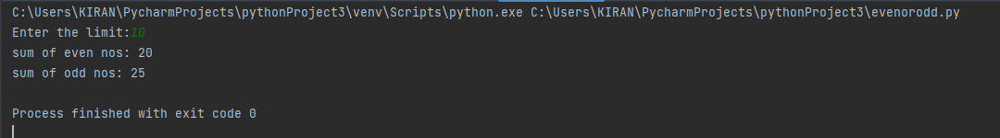 C:\Users\KIRAN\PycharmProjects\pythonProject3\venv\Scripts\python.exe C:\Users\KIRAN\PycharmProjects\pythonProject3\evenorodd.py
Enter the limit:10
sum of even nos: 20
sum of odd nos: 25
Process finished with exit code 0